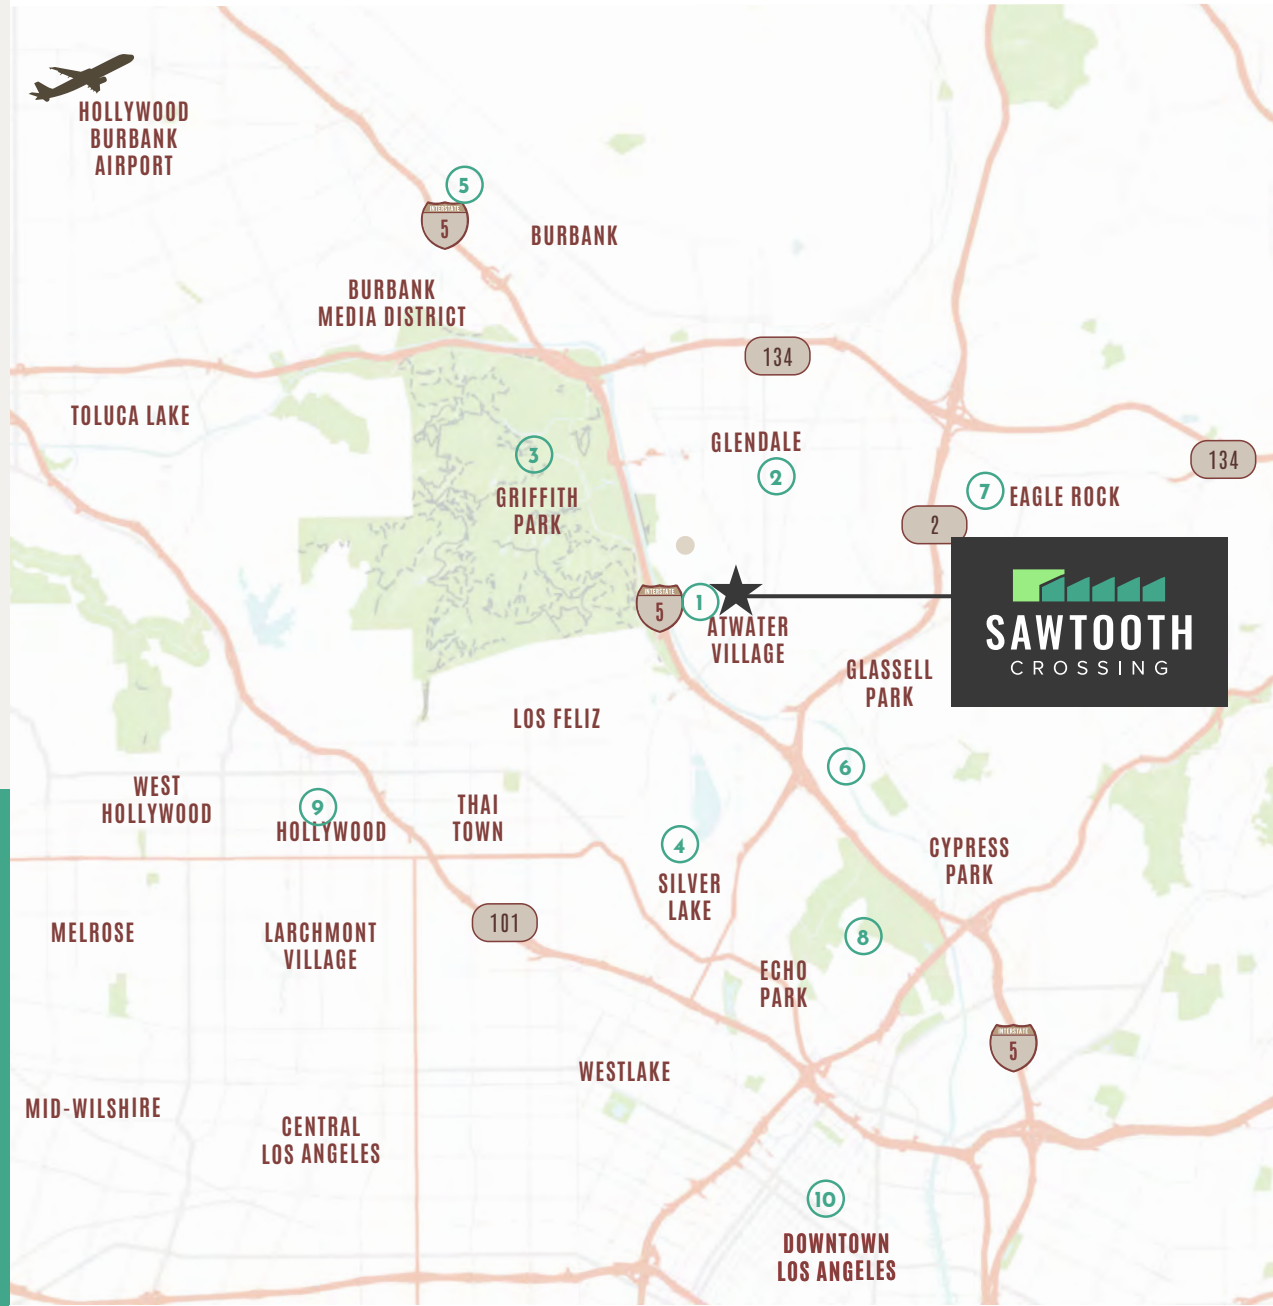 HOLLYWOOD
BURBANK
AIRPORT
5
INTERSTATE
5
BURBANK
BURBANK
MEDIA DISTRICT
134
TOLUCA LAKE
GLENDALE
2
3
GRIFFITH
PARK
134
7
EAGLE ROCK
2
INTERSTATE
5
1
ATWATER
VILLAGE
SAWTOOTH
CROSSING
GLASSELL
PARK
LOS FELIZ
6
WEST
HOLLYWOOD
9
HOLLYWOOD
THAI
TOWN
4
SILVER
LAKE
CYPRESS
PARK
MELROSE
LARCHMONT
VILLAGE
101
8
ECHO
PARK
INTERSTATE
5
WESTLAKE
MID-WILSHIRE
CENTRAL
LOS ANGELES
10
DOWNTOWN
LOS ANGELES